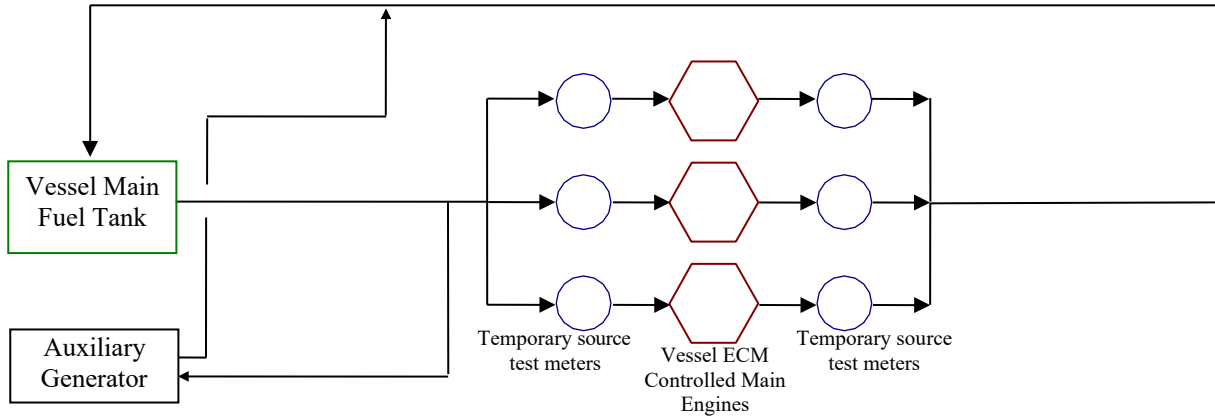 Vessel Main
Fuel Tank
Auxiliary
Generator
Temporary source
test meters
Vessel ECM
Controlled Main
Engines
Temporary source
test meters